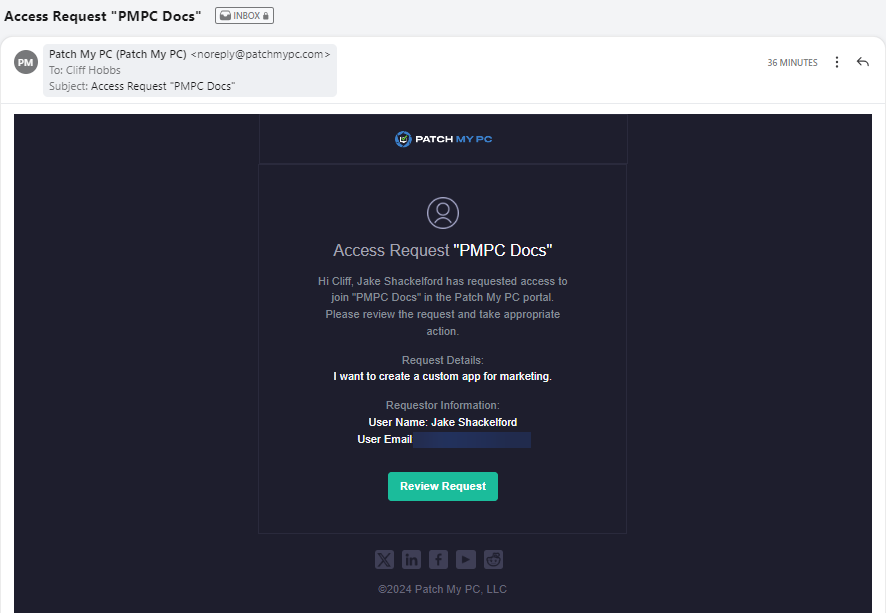 Access Request "PMPC Docs"
INBOX
PM
Patch My PC (Patch My PC) <noreply@patchmypc.com>
36 MINUTES
To: Cliff Hobbs
Subject: Access Request "PMPC Docs"
PATCH MY PC
Access Request "PMPC Docs"
Hi Cliff, Jake Shackelford has requested access to
join "PMPC Docs" in the Patch My PC portal.
Please review the request and take appropriate
action.
Request Details:
I want to create a custom app for marketing.
Requestor Information:
User Name: Jake Shackelford
User Email
Review Request
©2024 Patch My PC, LLC